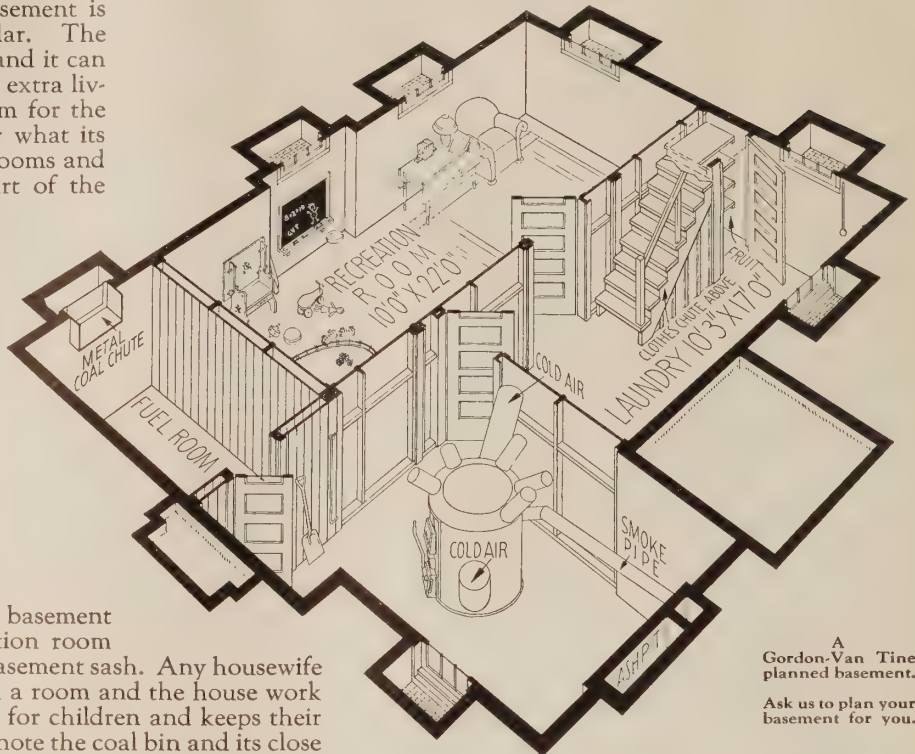 sement is
lar. The
and it can
extra liv-
m for the
what its
ooms and
rt of the
RECREATION
ROOM
10'0" X 22'0"
METAL
COAL CHUTE
FUEL ROOM
FRUIT
CLOTHES CHUTE ABOVE
LAUNDRY 10'3" X 17'0"
COLD AIR
COLD AIR
SMOKE
PIPE
ASH PIT
basement
tion room
asement sash. Any housewife
a room and the house work
for children and keeps their
note the coal bin and its close
A
Gordon-Van Tine
planned basement.
Ask us to plan your
basement for you.